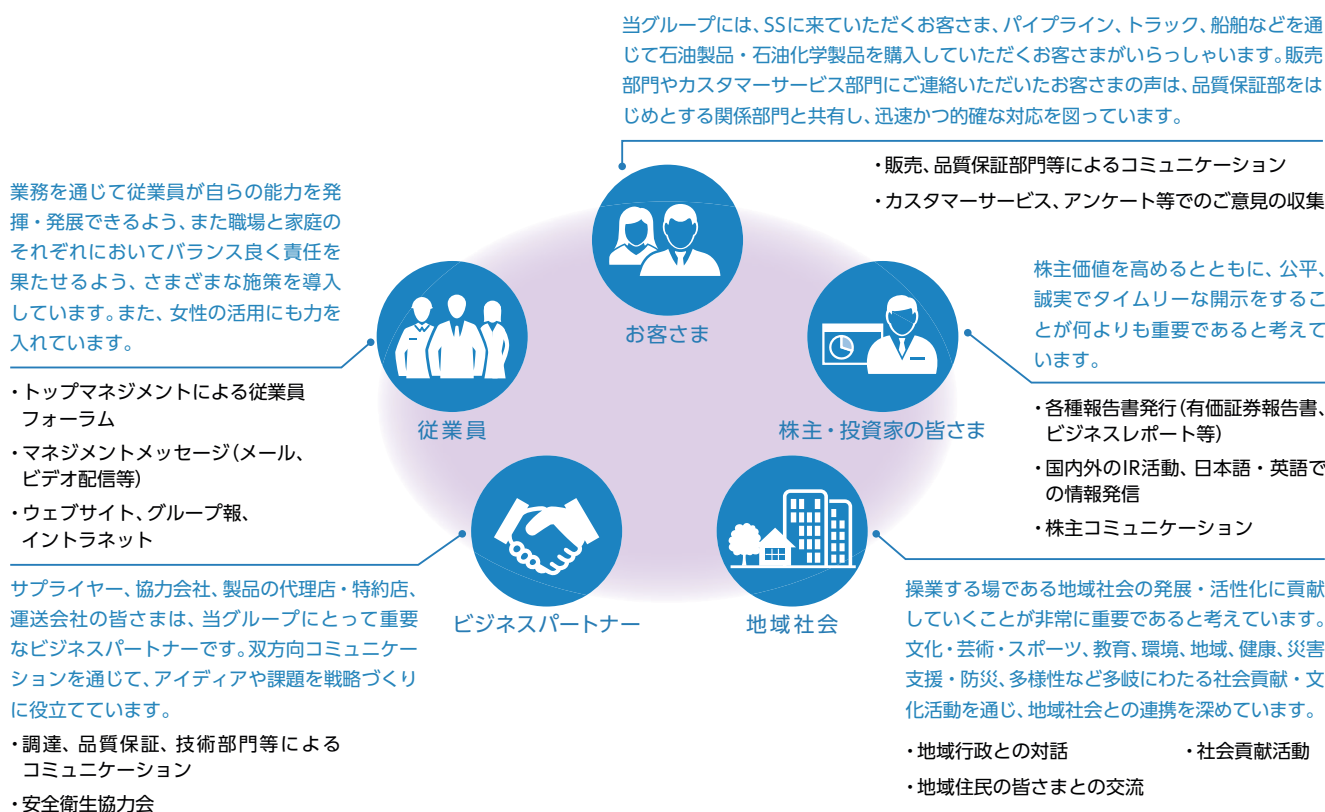 当グループには、SSに来ていただくお客さま、パイプライン、トラック、船舶などを通
じて石油製品・石油化学製品を購入していただくお客さまがいらっしゃいます。販売
部門やカスタマーサービス部門にご連絡いただいたお客さまの声は、品質保証部をは
じめとする関係部門と共有し、迅速かつ的確な対応を図っています。
・販売、品質保証部門等によるコミュニケーション
・カスタマーサービス、アンケート等でのご意見の収集
お客さま
業務を通じて従業員が自らの能力を発
揮・発展できるよう、また職場と家庭の
それぞれにおいてバランス良く責任を
果たせるよう、さまざまな施策を導入
しています。また、女性の活用にも力を
入れています。
・トップマネジメントによる従業員
フォーラム
・マネジメントメッセージ(メール、
ビデオ配信等)
・ウェブサイト、グループ報、
イントラネット
従業員
株主価値を高めるとともに、公平、
誠実でタイムリーな開示をするこ
とが何よりも重要であると考えて
います。
・各種報告書発行(有価証券報告書、
ビジネスレポート等)
・国内外のIR活動、日本語・英語で
の情報発信
・株主コミュニケーション
株主・投資家の皆さま
サプライヤー、協力会社、製品の代理店・特約店、
運送会社の皆さまは、当グループにとって重要
なビジネスパートナーです。双方向コミュニケー
ションを通じて、アイディアや課題を戦略づくり
に役立てています。
・調達、品質保証、技術部門等による
コミュニケーション
・安全衛生協力会
ビジネスパートナー
地域社会
操業する場である地域社会の発展・活性化に貢献
していくことが非常に重要であると考えています。
文化・芸術・スポーツ、教育、環境、地域、健康、災害
支援・防災、多様性など多岐にわたる社会貢献・文
化活動を通じ、地域社会との連携を深めています。
・地域行政との対話 ・社会貢献活動
・地域住民の皆さまとの交流